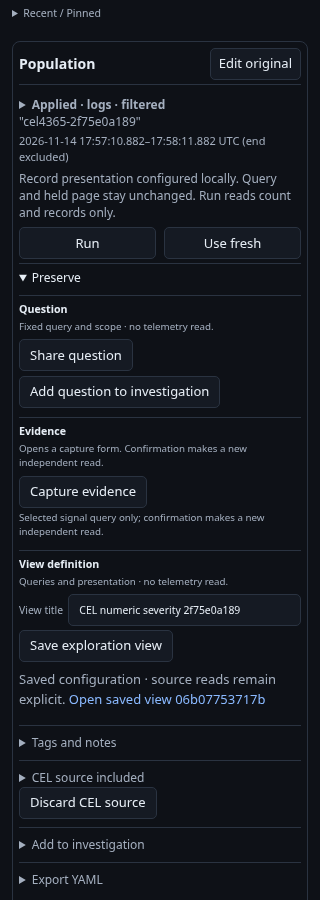 Recent / Pinned
Population
Edit original
Applied · logs · filtered
"cel4365-2f75e0a189"
2026-11-14 17:57:10.882–17:58:11.882 UTC (end
excluded)
Record presentation configured locally. Query
and held page stay unchanged. Run reads count
and records only.
Run
Use fresh
Preserve
Question
Fixed query and scope · no telemetry read.
Share question
Add question to investigation
Evidence
Opens a capture form. Confirmation makes a new
independent read.
Capture evidence
Selected signal query only; confirmation makes a new
independent read.
View definition
Queries and presentation · no telemetry read.
View title
CEL numeric severity 2f75e0a189
Save exploration view
Saved configuration · source reads remain
explicit. Open saved view 06b07753717b
Tags and notes
CEL source included
Discard CEL source
Add to investigation
Export YAML